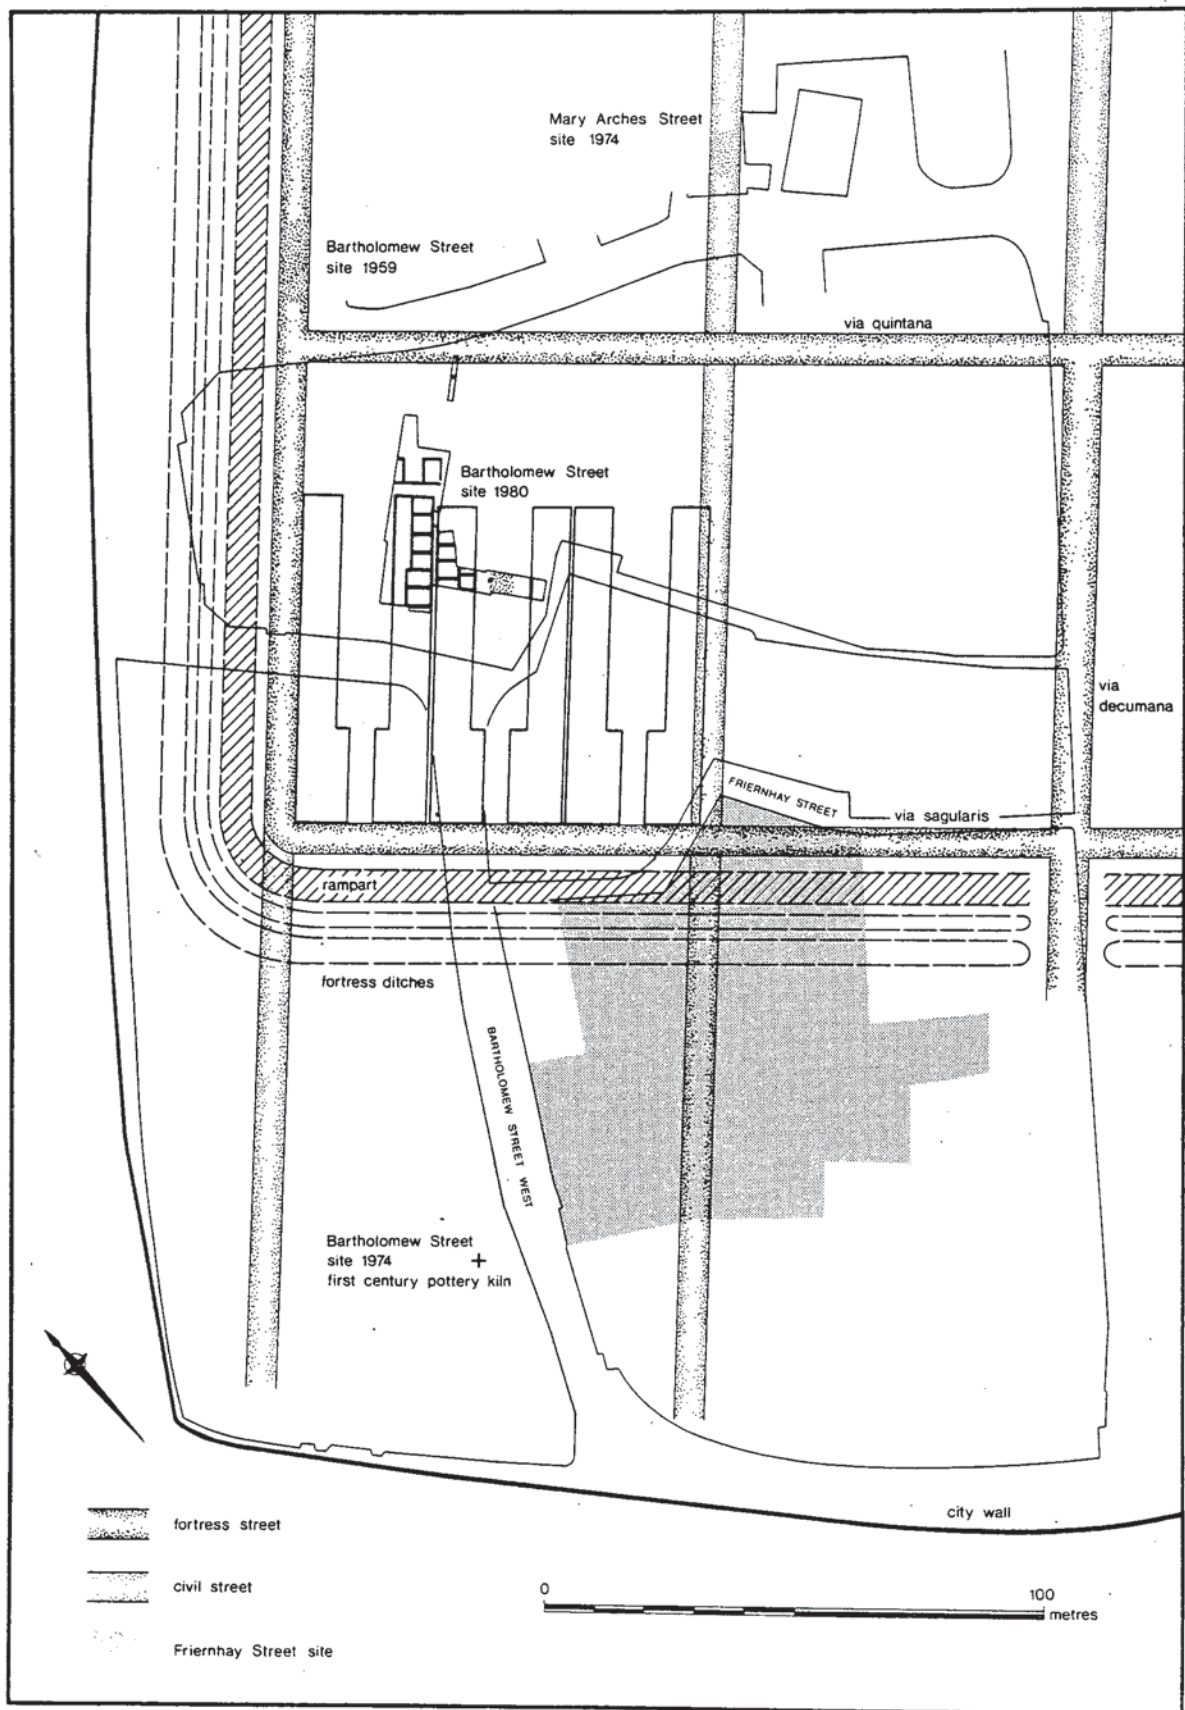 Mary Arches Street
site 1974
Bartholomew Street
site 1959
via quintana
Bartholomew Street
site 1980
via
decumana
FRIERNHAY STREET
via sagularis
rampart
fortress ditches
BARTHOLOMEW STREET WEST
Bartholomew Street
site 1974
first century pottery kiln
city wall
fortress street
civil street
Friernhay Street site
0
100
metres